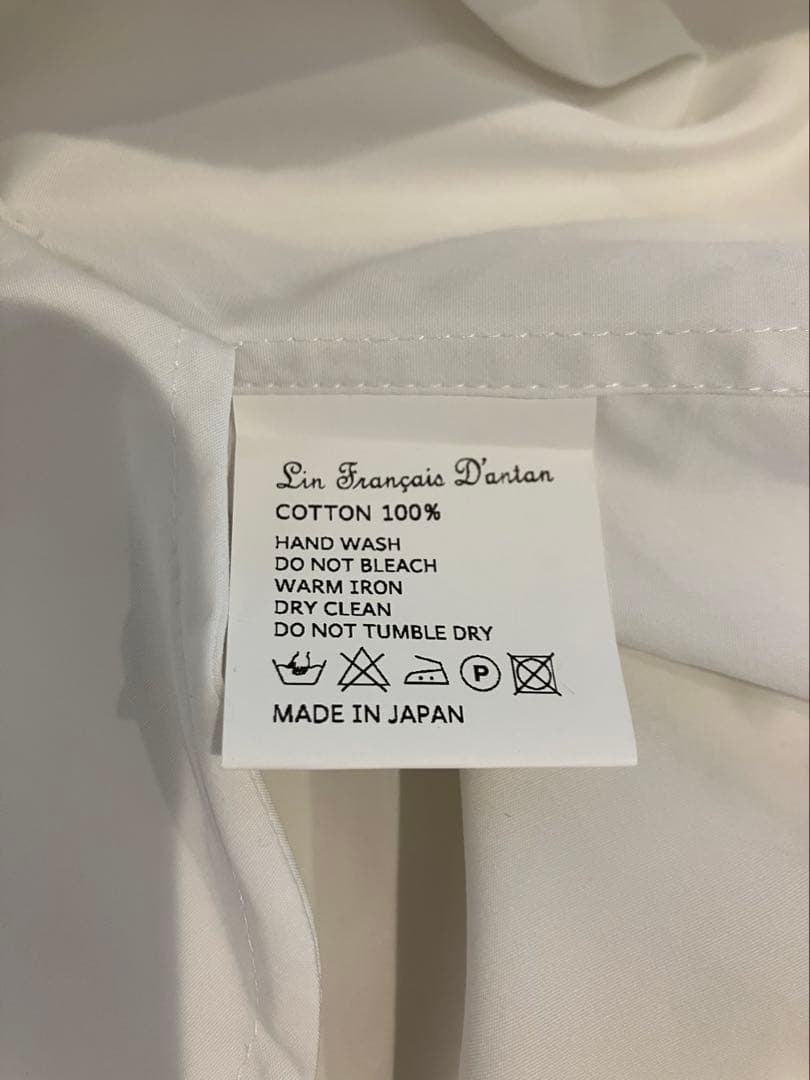 Lin Français D'antan
COTTON 100%
HAND WASH
DO NOT BLEACH
WARM IRON
DRY CLEAN
DO NOT TUMBLE DRY
P
MADE IN JAPAN